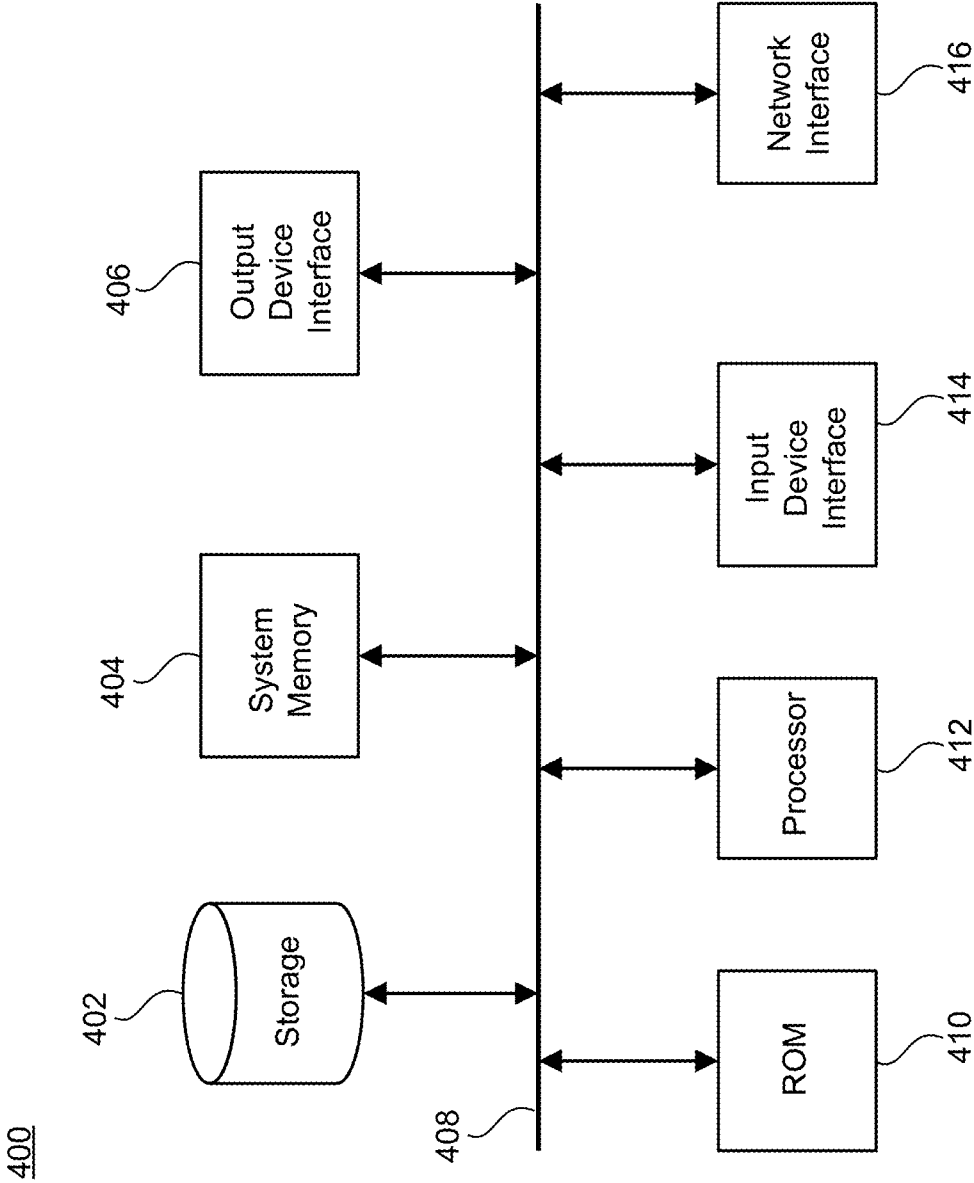 400
402
Storage
404
System
Memory
406
Output
Device
Interface
408
ROM
410
Processor
412
Input
Device
Interface
414
Network
Interface
416